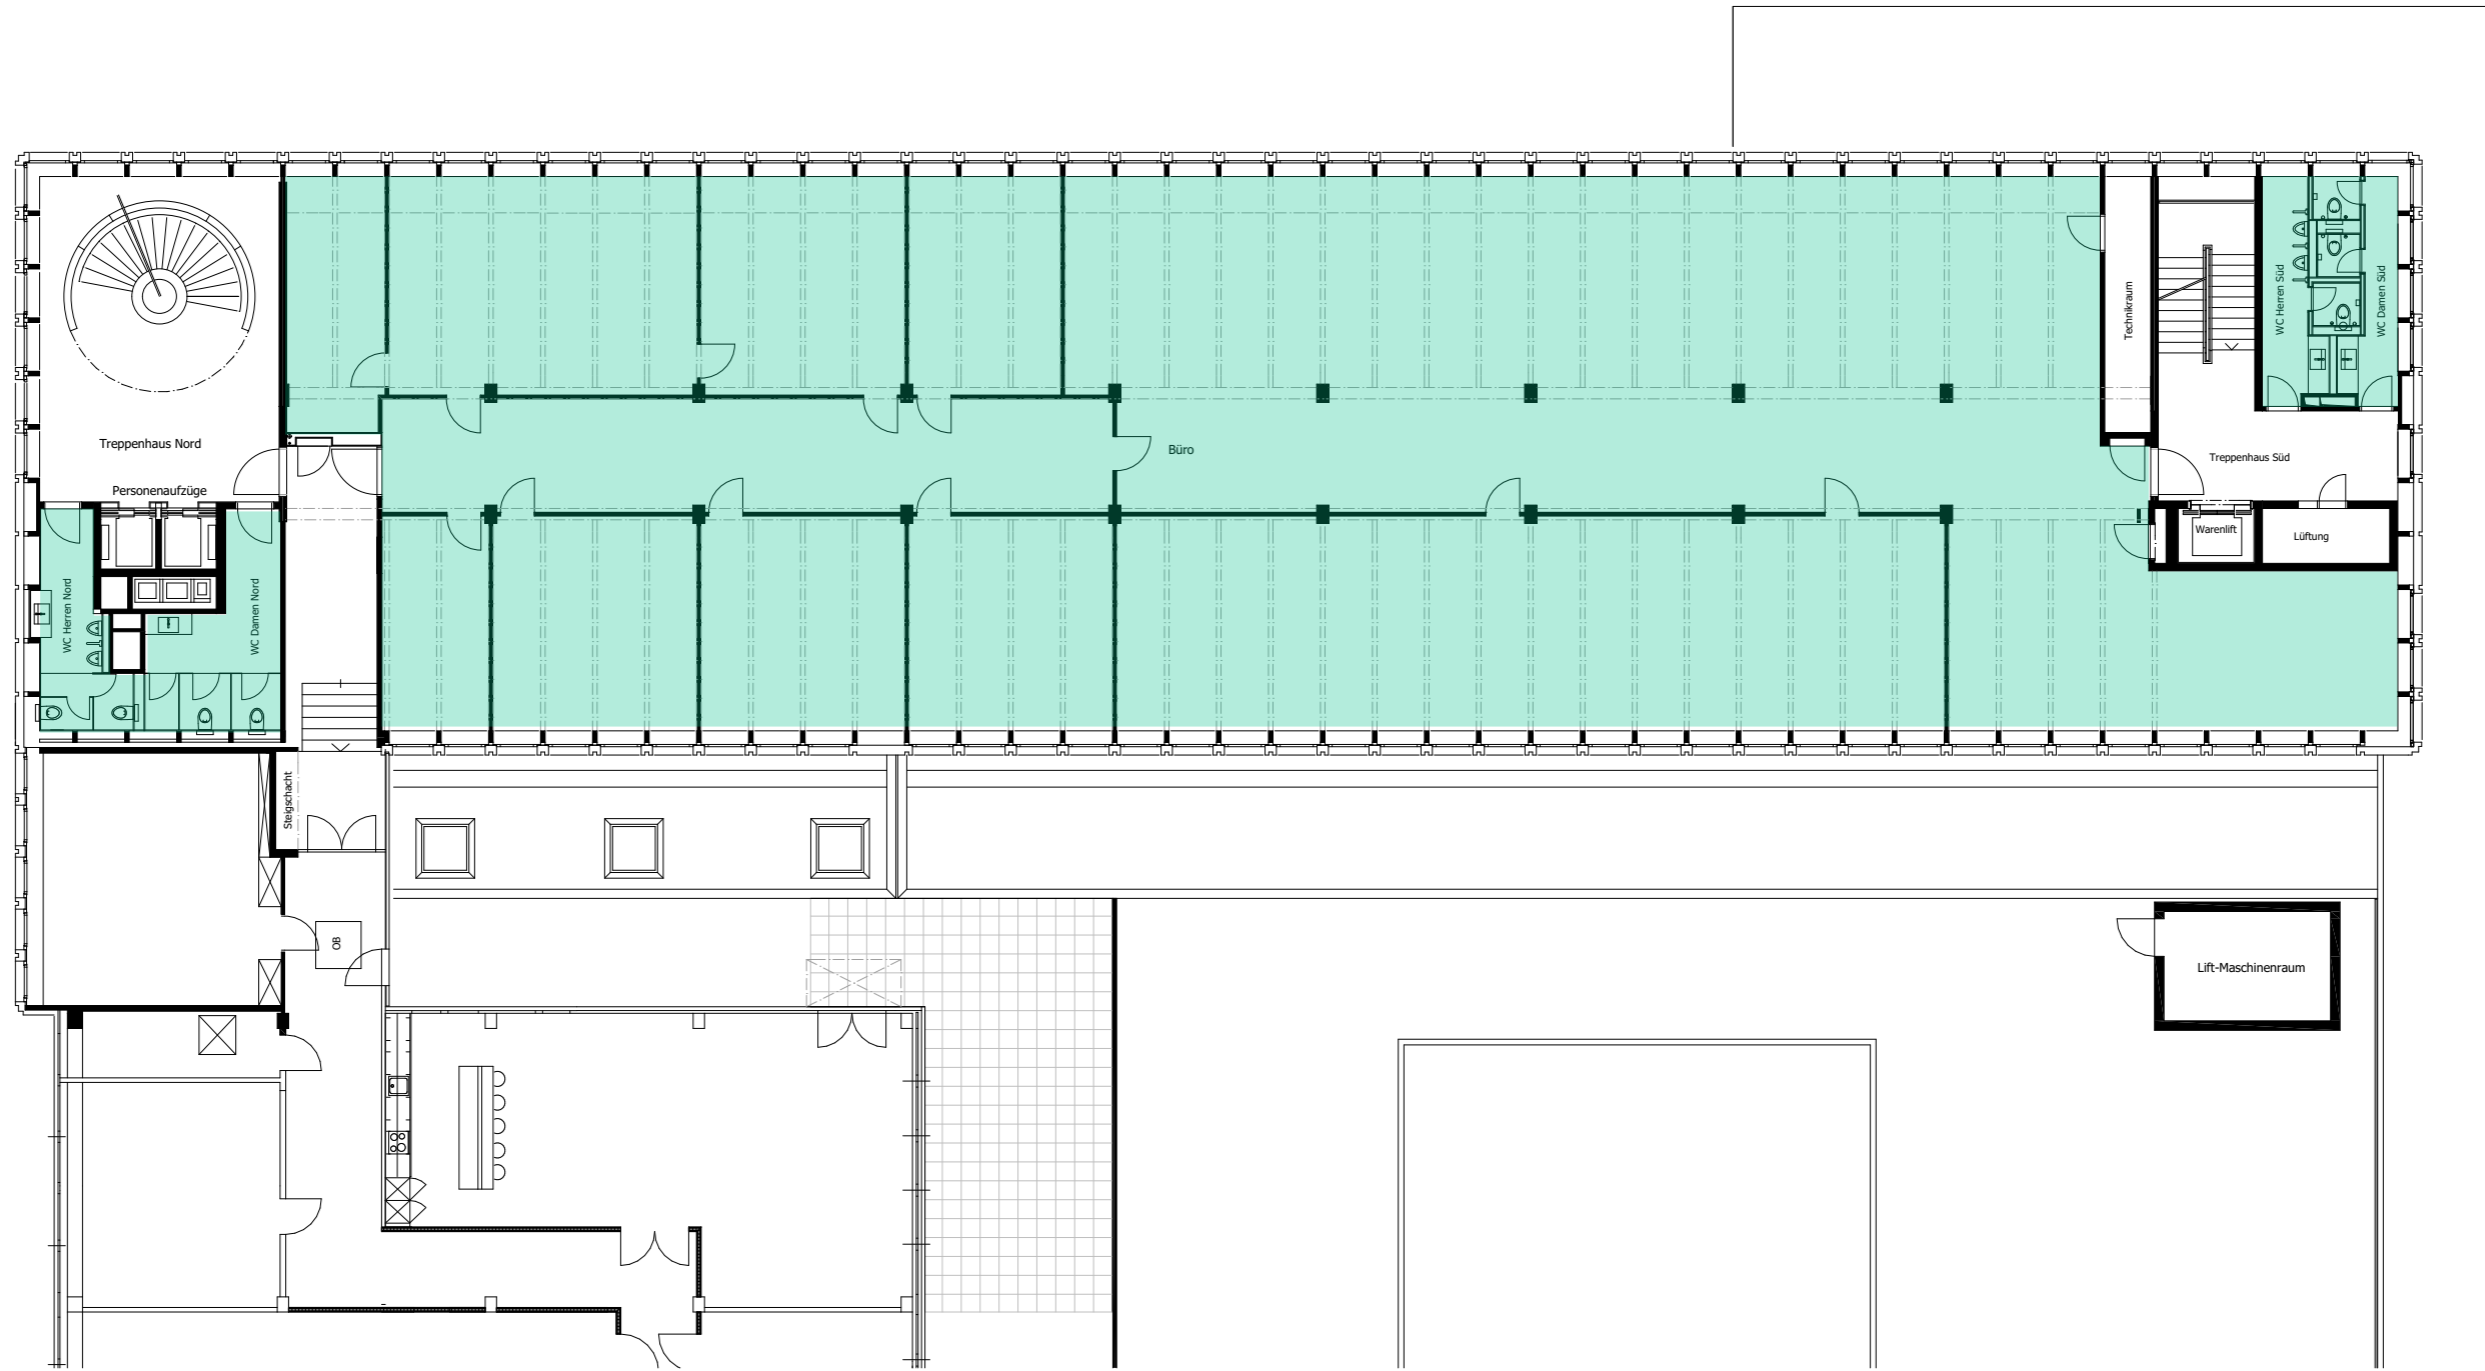 Treppenhaus Nord
Personenaufzüge
WC Herren Nord
WC Damen Nord
Büro
Technikraum
WC Herren Süd
WC Damen Süd
Treppenhaus Süd
Warenlift
Lüftung
Steigschacht
OB
Lift-Maschinenraum